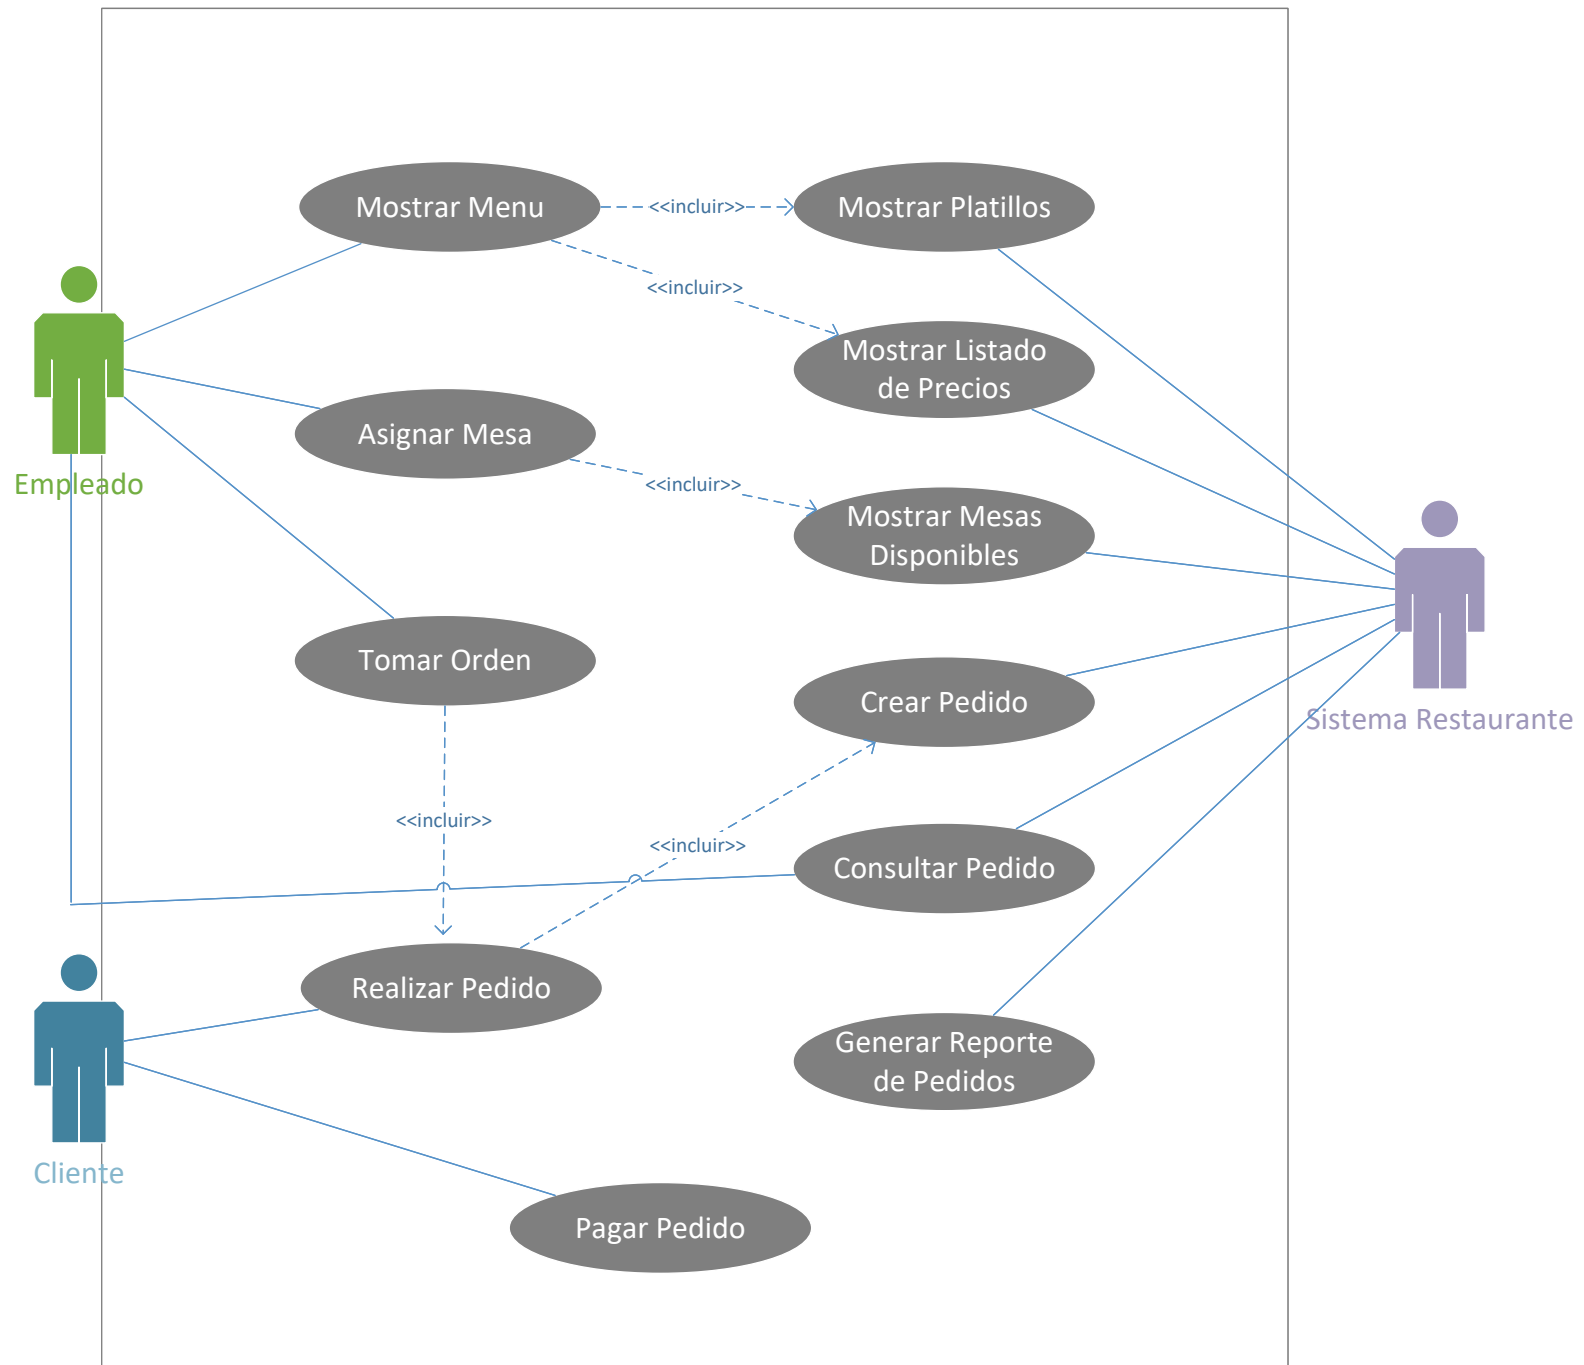 Mostrar Menu
<<incluir>>
Mostrar Platillos
<<incluir>>
Mostrar Listado
de Precios
Asignar Mesa
Empleado
<<incluir>>
Mostrar Mesas
Disponibles
Tomar Orden
Crear Pedido
Sistema Restaurante
<<incluir>>
<<incluir>>
Consultar Pedido
Realizar Pedido
Generar Reporte
de Pedidos
Cliente
Pagar Pedido